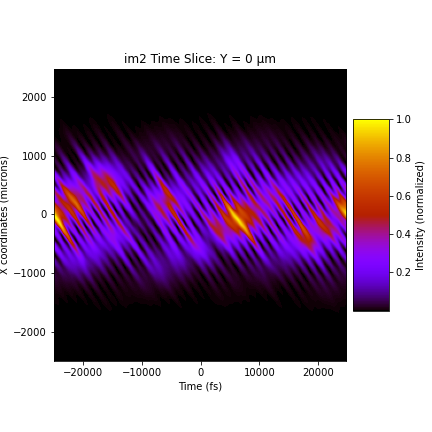 im2 Time Slice: Y = 0 μm
X coordinates (microns)
2000
1000
0
−1000
−2000
−20000 −10000 0 10000 20000
Time (fs)
1.0
0.8
0.6
0.4
0.2
Intensity (normalized)